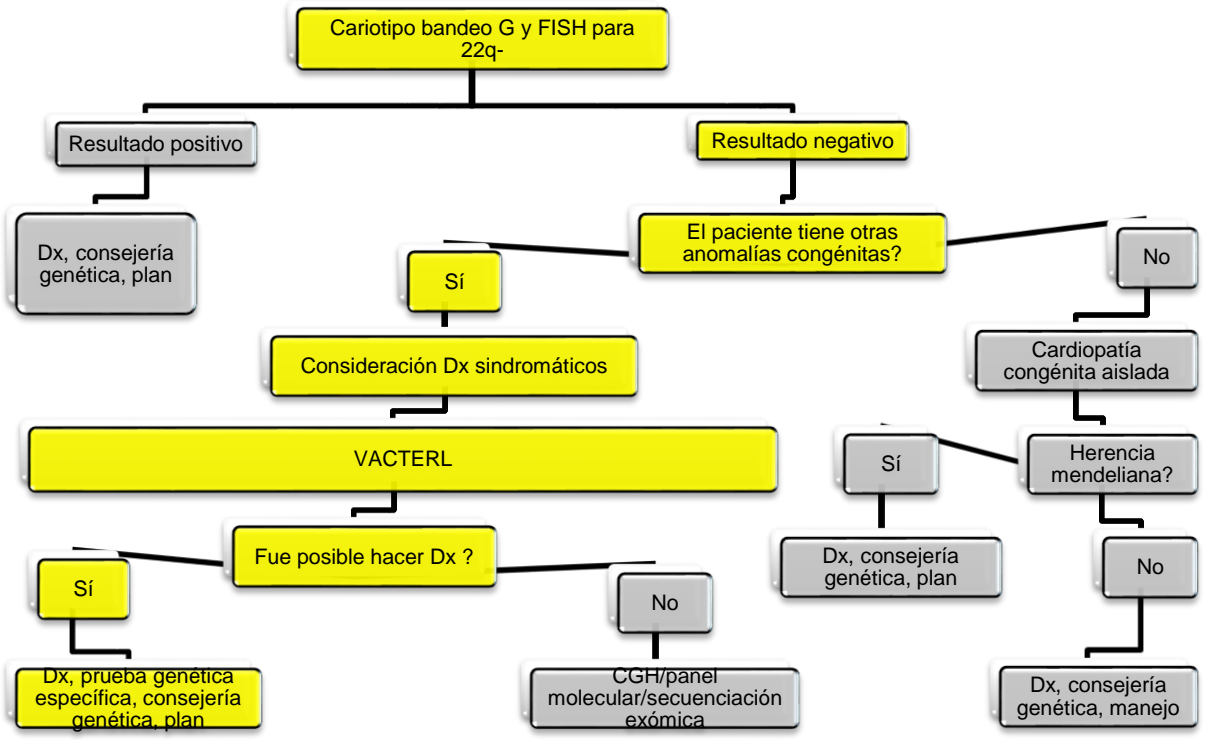 Cariotipo bandeo G y FISH para
22q-
Resultado positivo
Resultado negativo
Dx, consejería
genética, plan
El paciente tiene otras
anomalías congénitas?
Sí
No
Consideración Dx sindromáticos
Cardiopatía
congénita aislada
VACTERL
Sí
Herencia
mendeliana?
Fue posible hacer Dx ?
Dx, consejería
genética, plan
No
Sí
No
Dx, prueba genética
específica, consejería
genética, plan
CGH/panel
molecular/secuenciación
exómica
Dx, consejería
genética, manejo